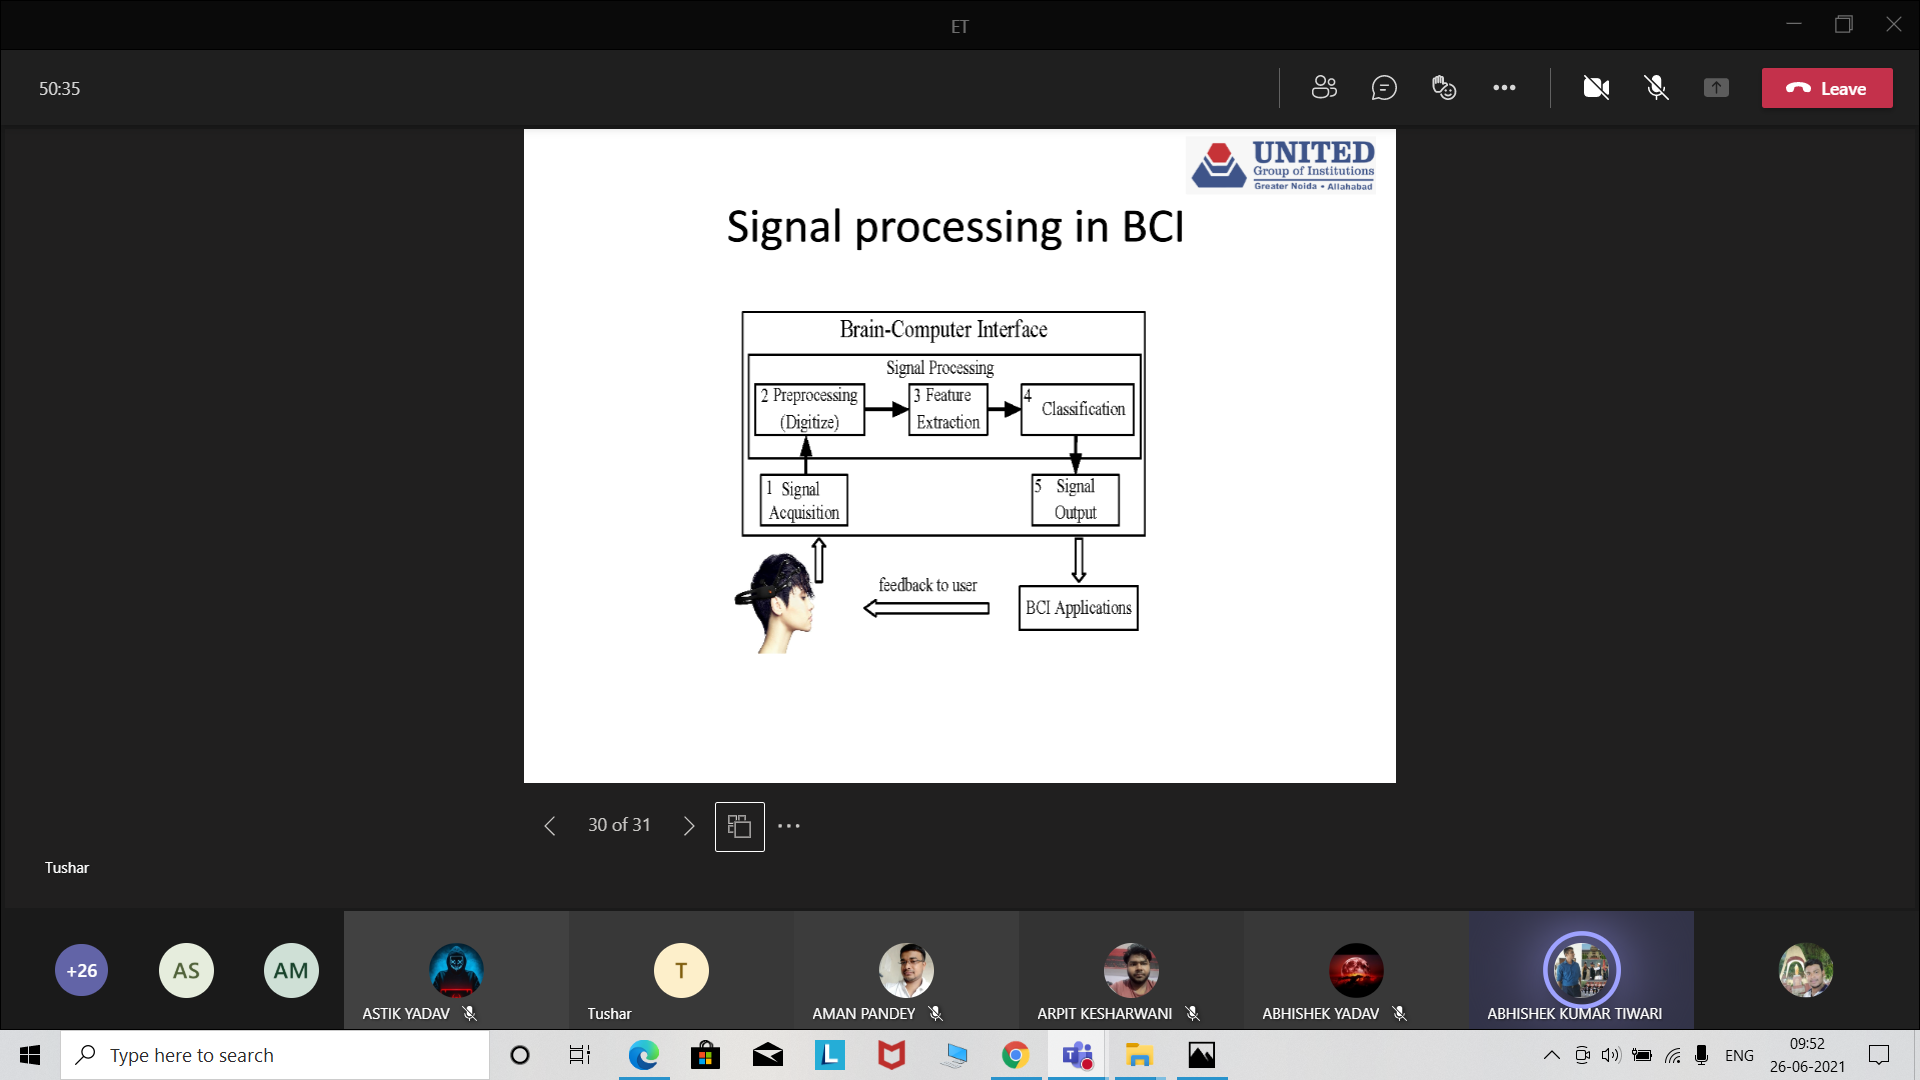 ET
50:35
Leave
UNITED
Group of Institutions
Greater Noida • Allahabad
Signal processing in BCI
Brain-Computer Interface
Signal Processing
2 Preprocessing
(Digitize)
3 Feature
Extraction
4
Classification
1 Signal
Acquisition
5 Signal
Output
feedback to user
BCI Applications
30 of 31
Tushar
+26
AS
AM
ASTIK YADAV
T
Tushar
AMAN PANDEY
ARPIT KESHARWANI
ABHISHEK YADAV
ABHISHEK KUMAR TIWARI
Type here to search
L
ENG
09:52
26-06-2021